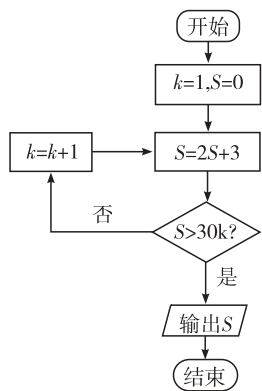 开始
k=1,S=0
k=k+1
S=2S+3
否
S>30k?
是
输出S
结束